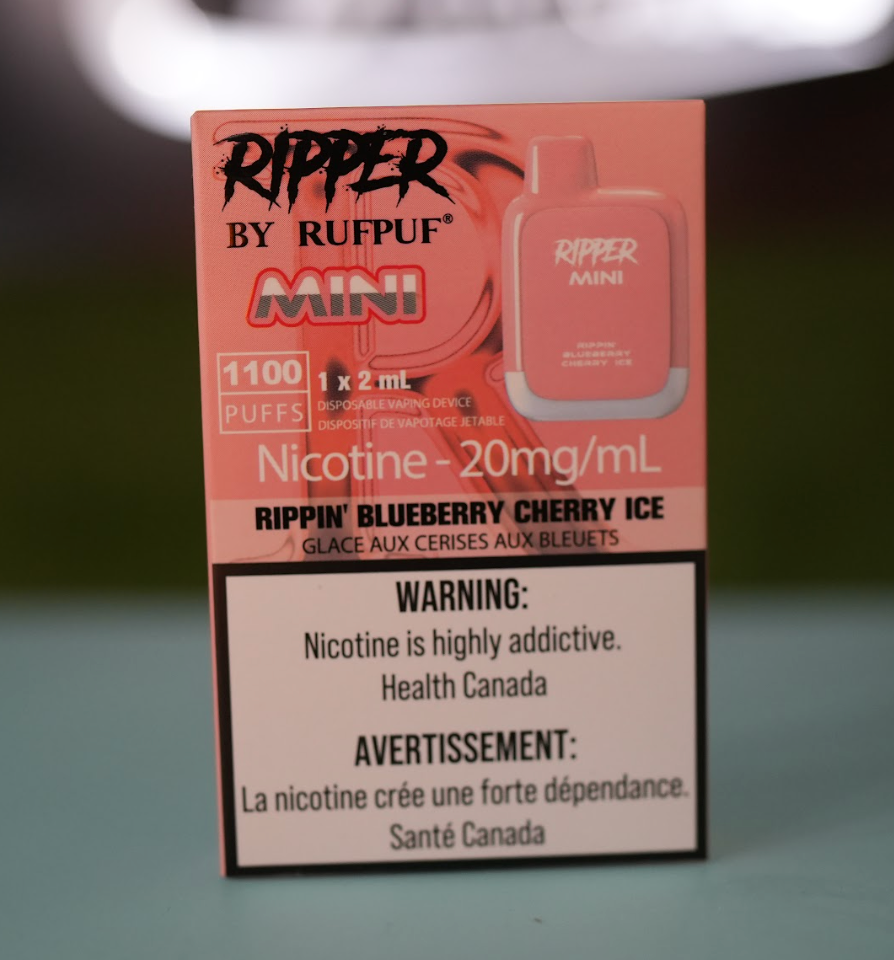 RIPPER
BY RUFPUF®
MINI
1100
PUFFS
1 x 2 mL
DISPOSABLE VAPING DEVICE
DISPOSITIF DE VAPOTAGE JETABLE
RIPPER
MINI
RIPPIN'
BLUEBERRY
CHERRY ICE
Nicotine - 20mg/mL
RIPPIN' BLUEBERRY CHERRY ICE
GLACE AUX CERISES AUX BLEUETS
WARNING:
Nicotine is highly addictive.
Health Canada
AVERTISSEMENT:
La nicotine crée une forte dépendance.
Santé Canada